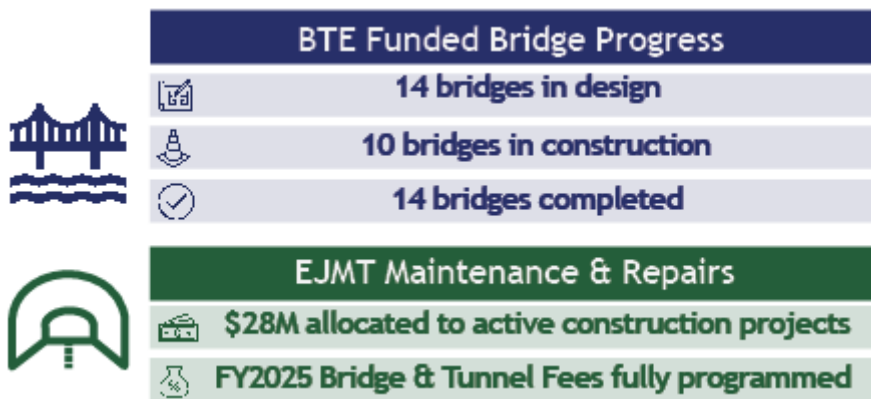 BTE Funded Bridge Progress
14 bridges in design
10 bridges in construction
14 bridges completed
EJMT Maintenance & Repairs
$28M allocated to active construction projects
FY2025 Bridge & Tunnel Fees fully programmed